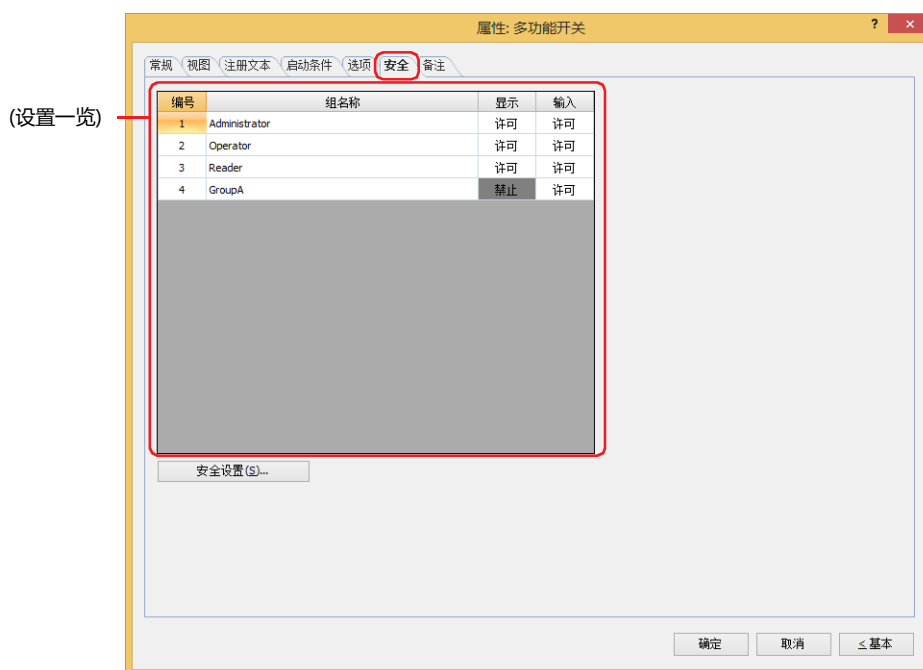 属性: 多功能开关
? ×
常规 视图 注册文本 启动条件 选项 安全 备注
(设置一览)
编号 组名称 显示 输入
1 Administrator 许可 许可
2 Operator 许可 许可
3 Reader 许可 许可
4 GroupA 禁止 许可
安全设置(S)...
确定 取消 ≤基本